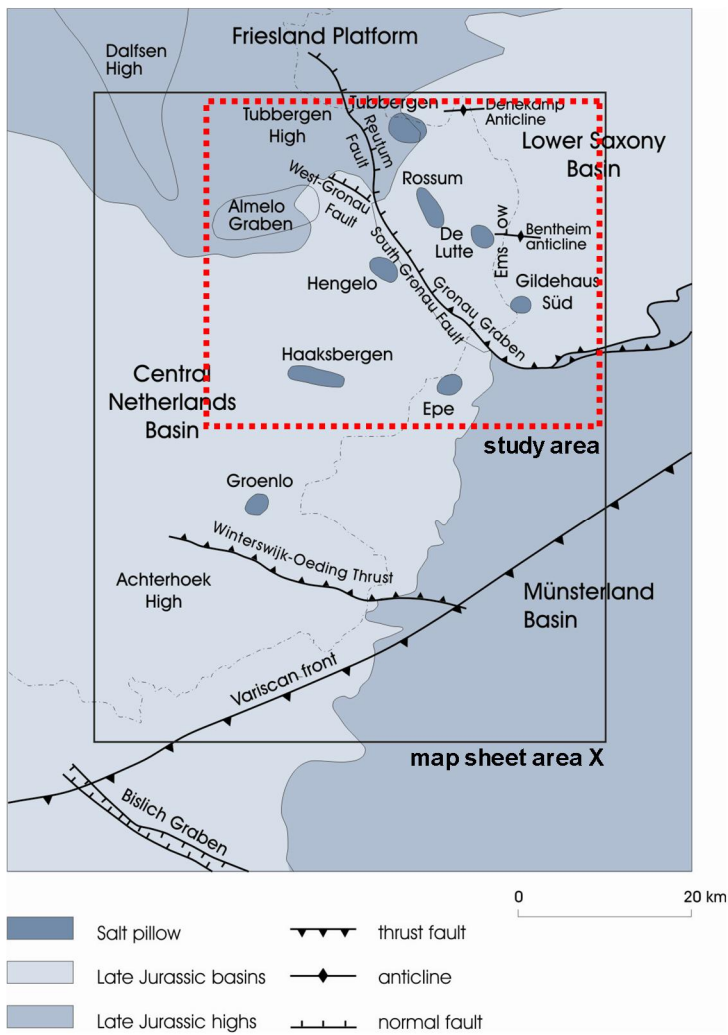 Friesland Platform
Dalfsen
High
Tubbergen
Denekamp
Anticline
Tubbergen
High
Reutum
Fault
Lower Saxony
Basin
Rossum
West-Gronau
Fault
Almelo
Graben
De
Lutte
Ems Low
Bentheim
anticline
South Gronau Fault
Hengelo
Gronau Graben
Gildehaus
Süd
Haaksbergen
Central
Netherlands
Basin
Epe
study area
Groenlo
Winterswijk-Oeding Thrust
Achterhoek
High
Münsterland
Basin
Variscan front
map sheet area X
Bislich Graben
0 20 km
Salt pillow
thrust fault
Late Jurassic basins
anticline
Late Jurassic highs
normal fault